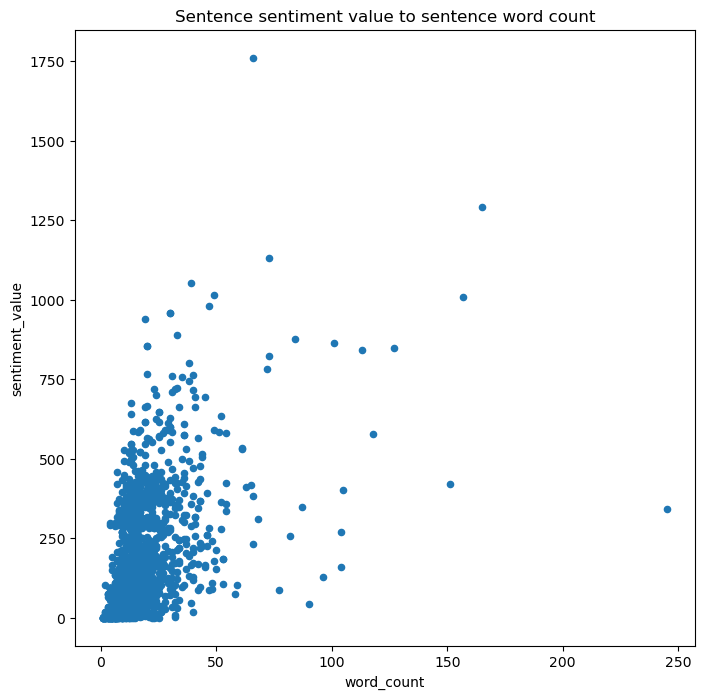 Sentence sentiment value to sentence word count
1750
1500
1250
1000
750
500
250
0
sentiment_value
0 50 100 150 200 250
word_count